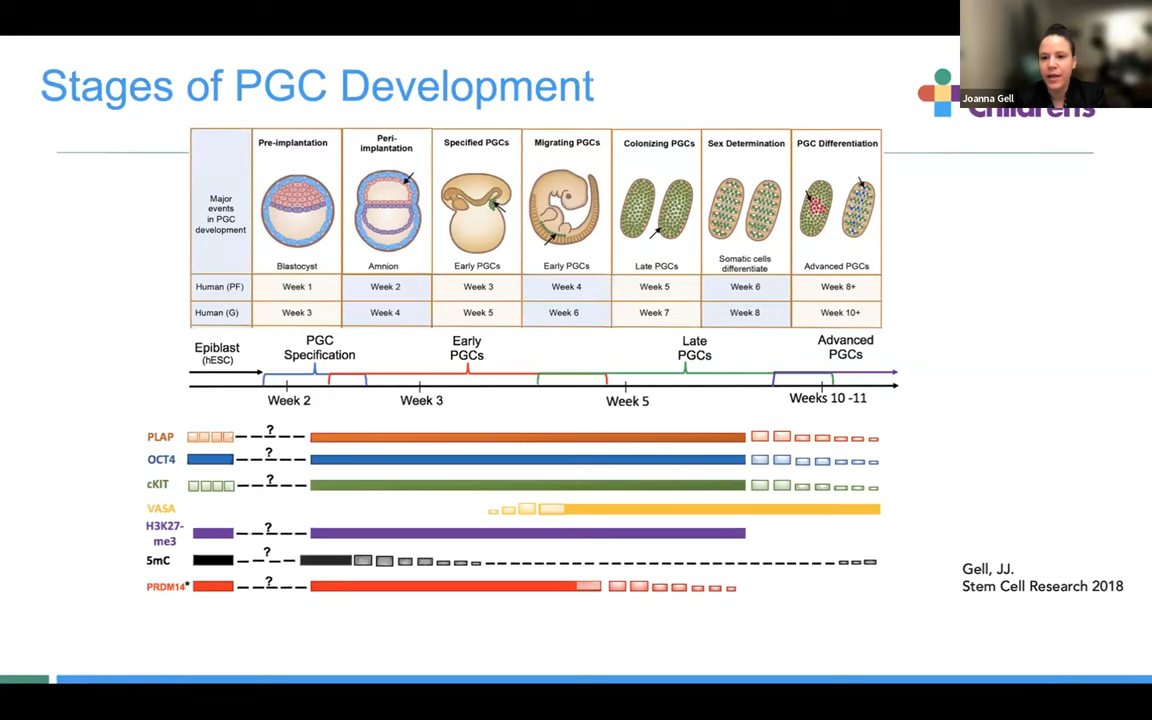 Stages of PGC Development
Joanna Gell
Children's
Pre-implantation
Peri-
implantation
Specified PGCs
Migrating PGCs
Colonizing PGCs
Sex Determination
PGC Differentiation
Major
events
in PGC
development
Blastocyst
Amnion
Early PGCs
Early PGCs
Late PGCs
Somatic cells
differentiate
Advanced PGCs
Human (PF)
Week 1
Week 2
Week 3
Week 4
Week 5
Week 6
Week 8+
Human (G)
Week 3
Week 4
Week 5
Week 6
Week 7
Week 8
Week 10+
Epiblast
(hESC)
PGC
Specification
Early
PGCs
Late
PGCs
Advanced
PGCs
Week 2
Week 3
Week 5
Weeks 10 -11
PLAP
?
OCT4
?
cKIT
?
VASA
H3K27-
me3
?
5mC
?
PRDM14*
?
Gell, JJ.
Stem Cell Research 2018